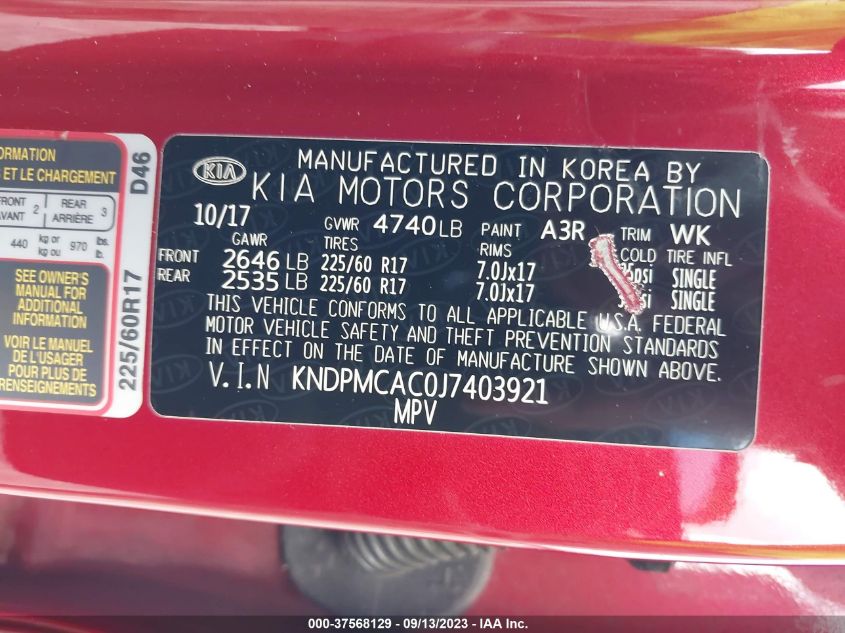 ORMATION
ET LE CHARGEMENT
FRONT 2 REAR 3
AVANT ARRIÈRE
440 kg or kg ou 970 lbs. lb.
SEE OWNER'S
MANUAL FOR
ADDITIONAL
INFORMATION
VOIR LE MANUEL
DE L'USAGER
POUR PLUS DE
RENSEIGNEMENTS
225/60R17 D46
KIA
MANUFACTURED IN KOREA BY
KIA MOTORS CORPORATION
10/17 GVWR 4740LB PAINT A3R TRIM WK
GAWR TIRES RIMS COLD TIRE INFL
FRONT 2646LB 225/60 R17 7.0Jx17 psi SINGLE
REAR 2535LB 225/60 R17 7.0Jx17 psi SINGLE
THIS VEHICLE CONFORMS TO ALL APPLICABLE U.S.A. FEDERAL
MOTOR VEHICLE SAFETY AND THEFT PREVENTION STANDARDS
IN EFFECT ON THE DATE OF MANUFACTURE SHOWN ABOVE.
V.I.N KNDPMCAC0J7403921
MPV
000-37568129 - 09/13/2023 - IAA Inc.